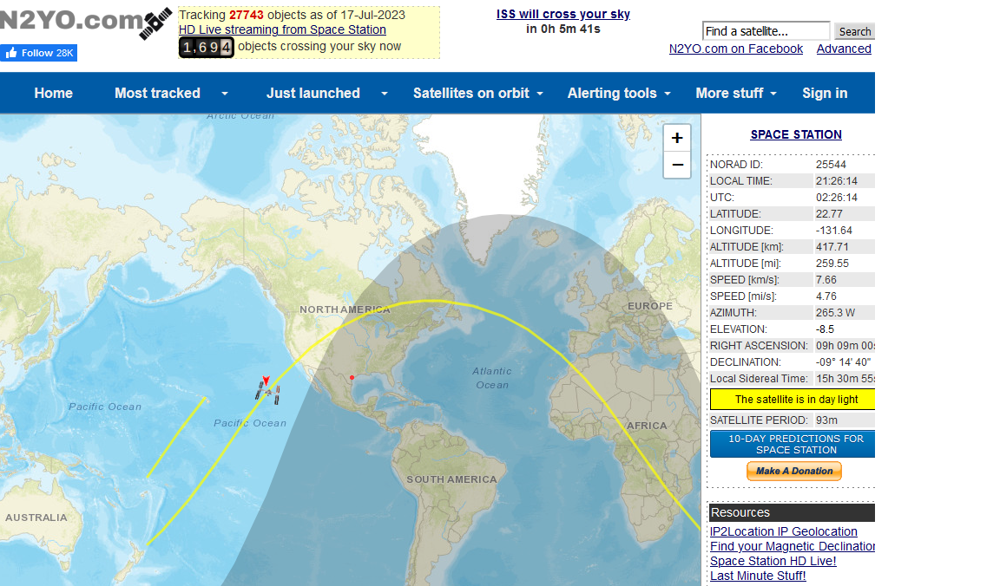 N2YO.com
Follow 28K
Tracking 27743 objects as of 17-Jul-2023
HD Live streaming from Space Station
1,694 objects crossing your sky now
ISS will cross your sky
in 0h 5m 41s
Find a satellite...
Search
N2YO.com on Facebook
Advanced
Home
Most tracked
Just launched
Satellites on orbit
Alerting tools
More stuff
Sign in
Arctic Ocean
+
−
NORTH AMERICA
EUROPE
Atlantic
Ocean
Pacific Ocean
Pacific Ocean
AFRICA
SOUTH AMERICA
AUSTRALIA
SPACE STATION
NORAD ID: 25544
LOCAL TIME: 21:26:14
UTC: 02:26:14
LATITUDE: 22.77
LONGITUDE: -131.64
ALTITUDE [km]: 417.71
ALTITUDE [mi]: 259.55
SPEED [km/s]: 7.66
SPEED [mi/s]: 4.76
AZIMUTH: 265.3 W
ELEVATION: -8.5
RIGHT ASCENSION: 09h 09m 00s
DECLINATION: -09° 14' 40"
Local Sidereal Time: 15h 30m 55s
The satellite is in day light
SATELLITE PERIOD: 93m
10-DAY PREDICTIONS FOR
SPACE STATION
Make A Donation
Resources
IP2Location IP Geolocation
Find your Magnetic Declination
Space Station HD Live!
Last Minute Stuff!